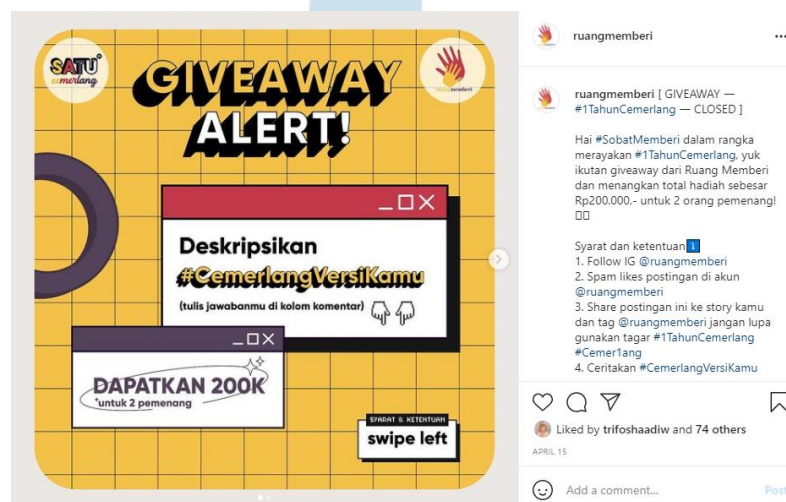 SATU
cemerlang
GIVEAWAY
ALERT!
Deskripsikan
#CemerlangVersiKamu
(tulis jawabanmu di kolom komentar)
DAPATKAN 200K
*untuk 2 pemenang
SYARAT & KETENTUAN
swipe left
ruangmemberi
ruangmemberi [ GIVEAWAY —
#1TahunCemerlang — CLOSED ]
Hai #SobatMemberi dalam rangka
merayakan #1TahunCemerlang, yuk
ikutan giveaway dari Ruang Memberi
dan menangkan total hadiah sebesar
Rp200.000,- untuk 2 orang pemenang!
Syarat dan ketentuan
1. Follow IG @ruangmemberi
2. Spam likes postingan di akun
@ruangmemberi
3. Share postingan ini ke story kamu
dan tag @ruangmemberi jangan lupa
gunakan tagar #1TahunCemerlang
#Cemer1ang
4. Ceritakan #CemerlangVersiKamu
Liked by trifoshaadiw and 74 others
APRIL 15
Add a comment...
Post